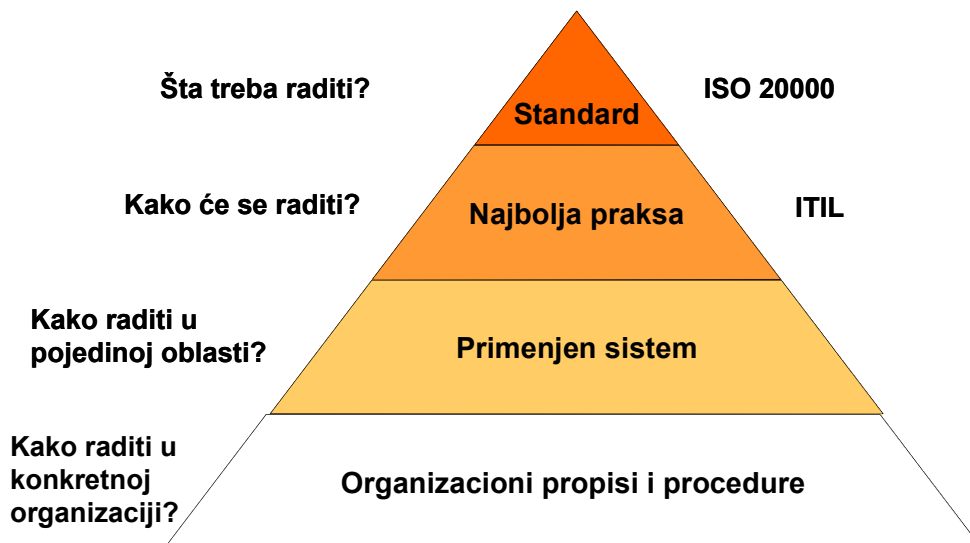 Šta treba raditi?
Standard
ISO 20000
Kako će se raditi?
Najbolja praksa
ITIL
Kako raditi u
pojedinoj oblasti?
Primenjen sistem
Kako raditi u
konkretnoj
organizaciji?
Organizacioni propisi i procedure